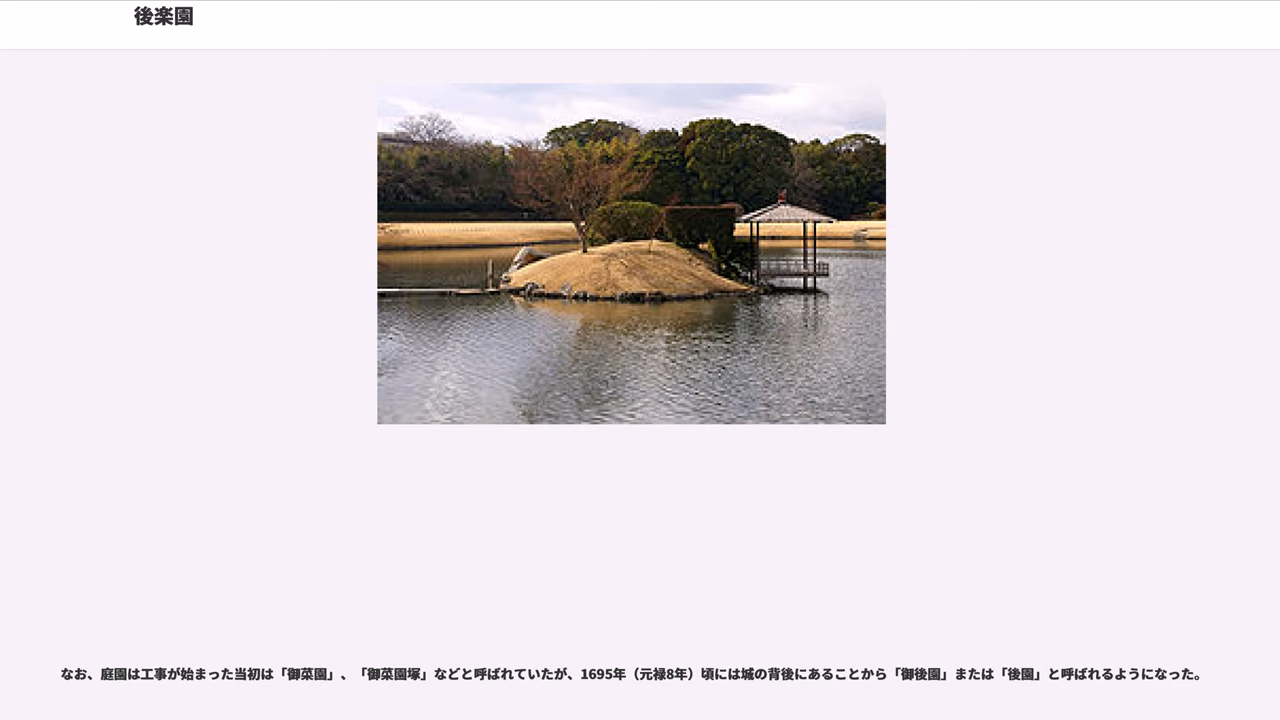 後楽園
なお、庭園は工事が始まった当初は「御菜園」、「御菜園塚」などと呼ばれていたが、1695年（元禄8年）頃には城の背後にあることから「御後園」または「後園」と呼ばれるようになった。